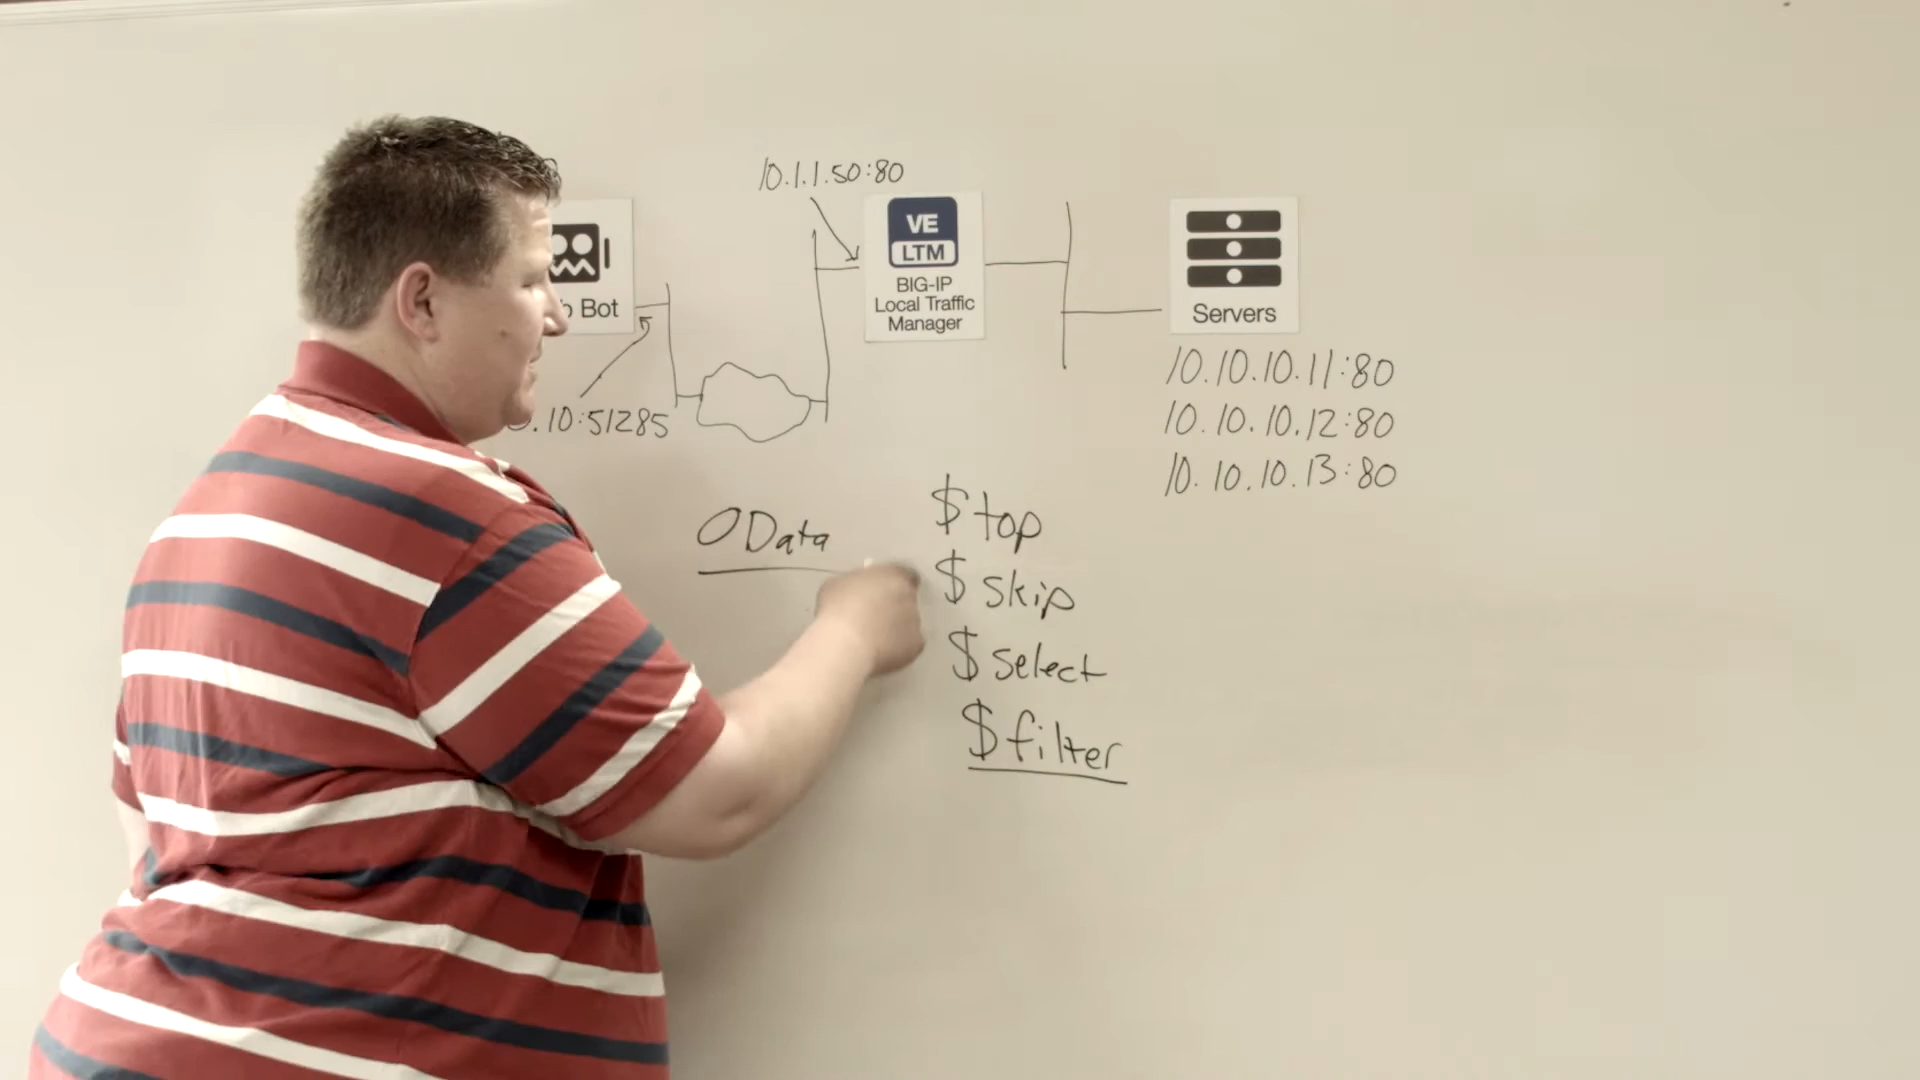 10.1.1.50:80
VE
LTM
BIG-IP
Local Traffic
Manager
Bot
Servers
.10:51285
10.10.10.11:80
10.10.10.12:80
10.10.10.13:80
OData
$top
$skip
$select
$filter